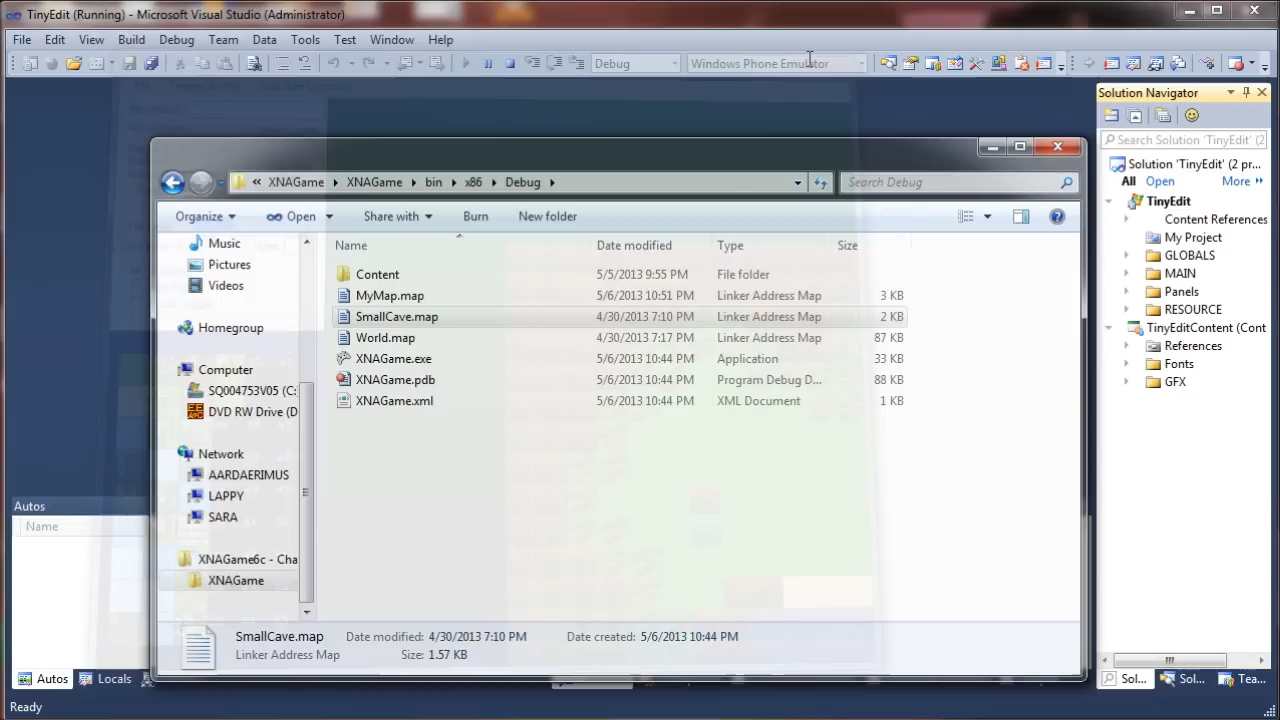 TinyEdit (Running) - Microsoft Visual Studio (Administrator)
File Edit View Build Debug Team Data Tools Test Window Help
Debug Windows Phone Emulator
Solution Navigator
Search Solution 'TinyEdit' (2
Solution 'TinyEdit' (2 pr
All Open More
TinyEdit
Content References
My Project
GLOBALS
MAIN
Panels
RESOURCE
TinyEditContent (Cont
References
Fonts
GFX
« XNAGame XNAGame bin x86 Debug
Search Debug
Organize Open Share with Burn New folder
Name Date modified Type Size
Music
Pictures
Videos
Homegroup
Computer
SQ004753V05 (C:
DVD RW Drive (D
Network
AARDAERIMUS
LAPPY
SARA
XNAGame6c - Cha
XNAGame
Content 5/5/2013 9:55 PM File folder
MyMap.map 5/6/2013 10:51 PM Linker Address Map 3 KB
SmallCave.map 4/30/2013 7:10 PM Linker Address Map 2 KB
World.map 4/30/2013 7:17 PM Linker Address Map 87 KB
XNAGame.exe 5/6/2013 10:44 PM Application 33 KB
XNAGame.pdb 5/6/2013 10:44 PM Program Debug D... 88 KB
XNAGame.xml 5/6/2013 10:44 PM XML Document 1 KB
SmallCave.map Date modified: 4/30/2013 7:10 PM Date created: 5/6/2013 10:44 PM
Linker Address Map Size: 1.57 KB
Autos
Name
Autos Locals
Sol... Sol... Tea...
Ready